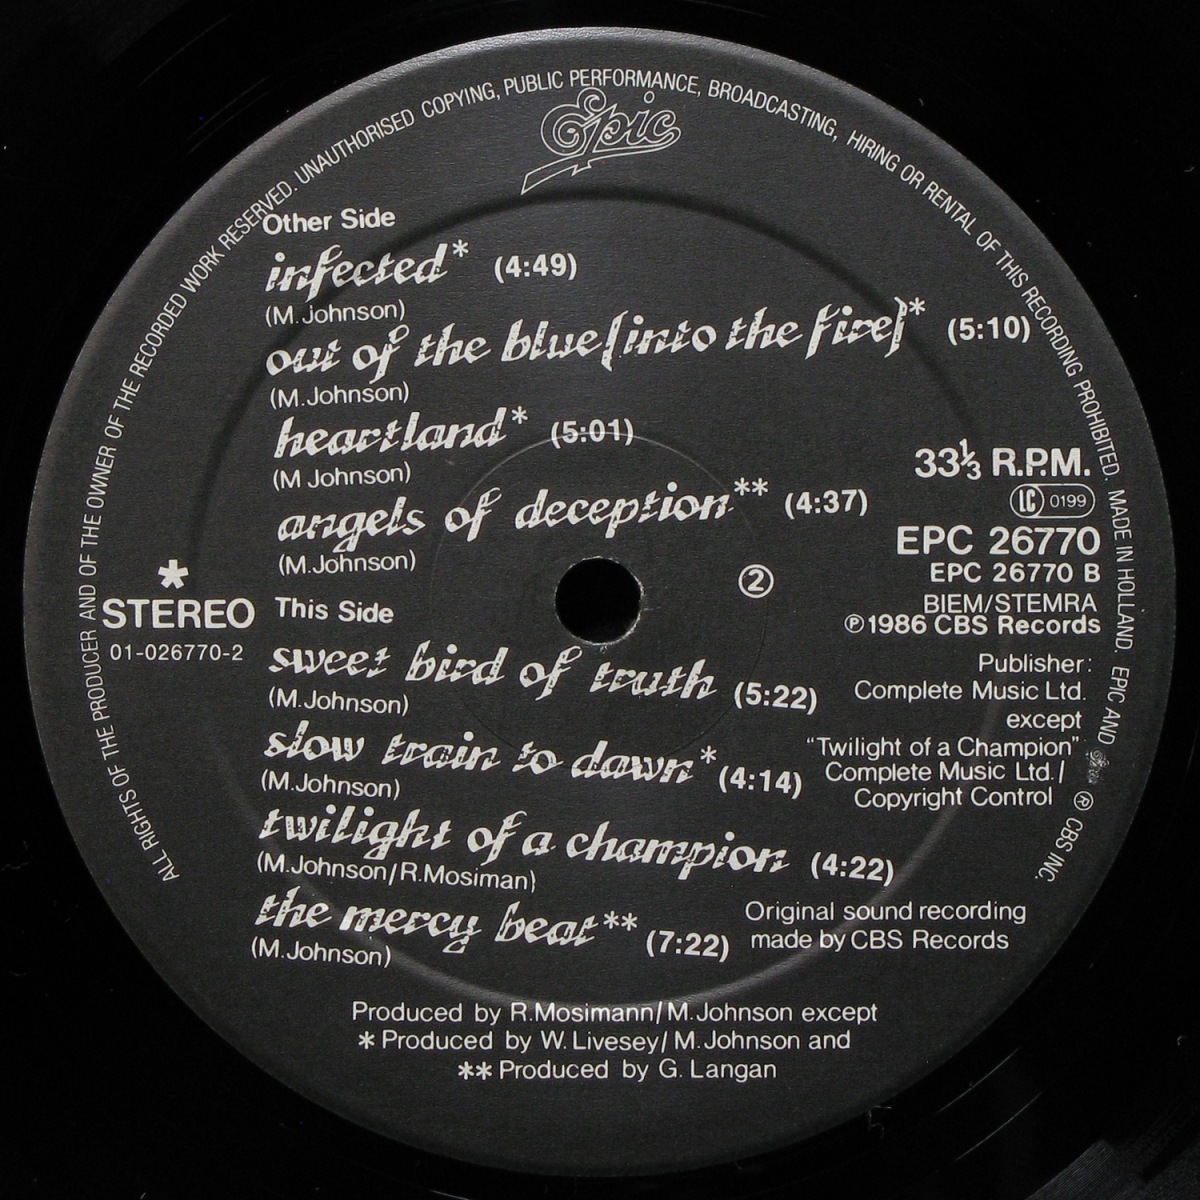 ALL RIGHTS OF THE PRODUCER AND OF THE OWNER OF THE RECORDED WORK RESERVED. UNAUTHORISED COPYING, PUBLIC PERFORMANCE, BROADCASTING, HIRING OR RENTAL OF THIS RECORDING PROHIBITED. MADE IN HOLLAND. EPIC AND Epic ® CBS INC.
Epic
Other Side
infected* (4:49)
(M.Johnson)
out of the blue [into the fire]* (5:10)
(M.Johnson)
heartland* (5:01)
(M Johnson)
angels of deception** (4:37)
(M.Johnson)
33⅓ R.P.M.
LC 0199
EPC 26770
EPC 26770 B
BIEM/STEMRA
℗ 1986 CBS Records
②
* STEREO
01-026770-2
This Side
sweet bird of truth (5:22)
(M.Johnson)
slow train to dawn* (4:14)
(M.Johnson)
twilight of a champion (4:22)
(M.Johnson/R.Mosiman)
the mercy beat** (7:22)
(M.Johnson)
Publisher:
Complete Music Ltd.
except
"Twilight of a Champion"
Complete Music Ltd./
Copyright Control
Original sound recording
made by CBS Records
Produced by R.Mosimann/M.Johnson except
* Produced by W. Livesey/M.Johnson and
** Produced by G. Langan